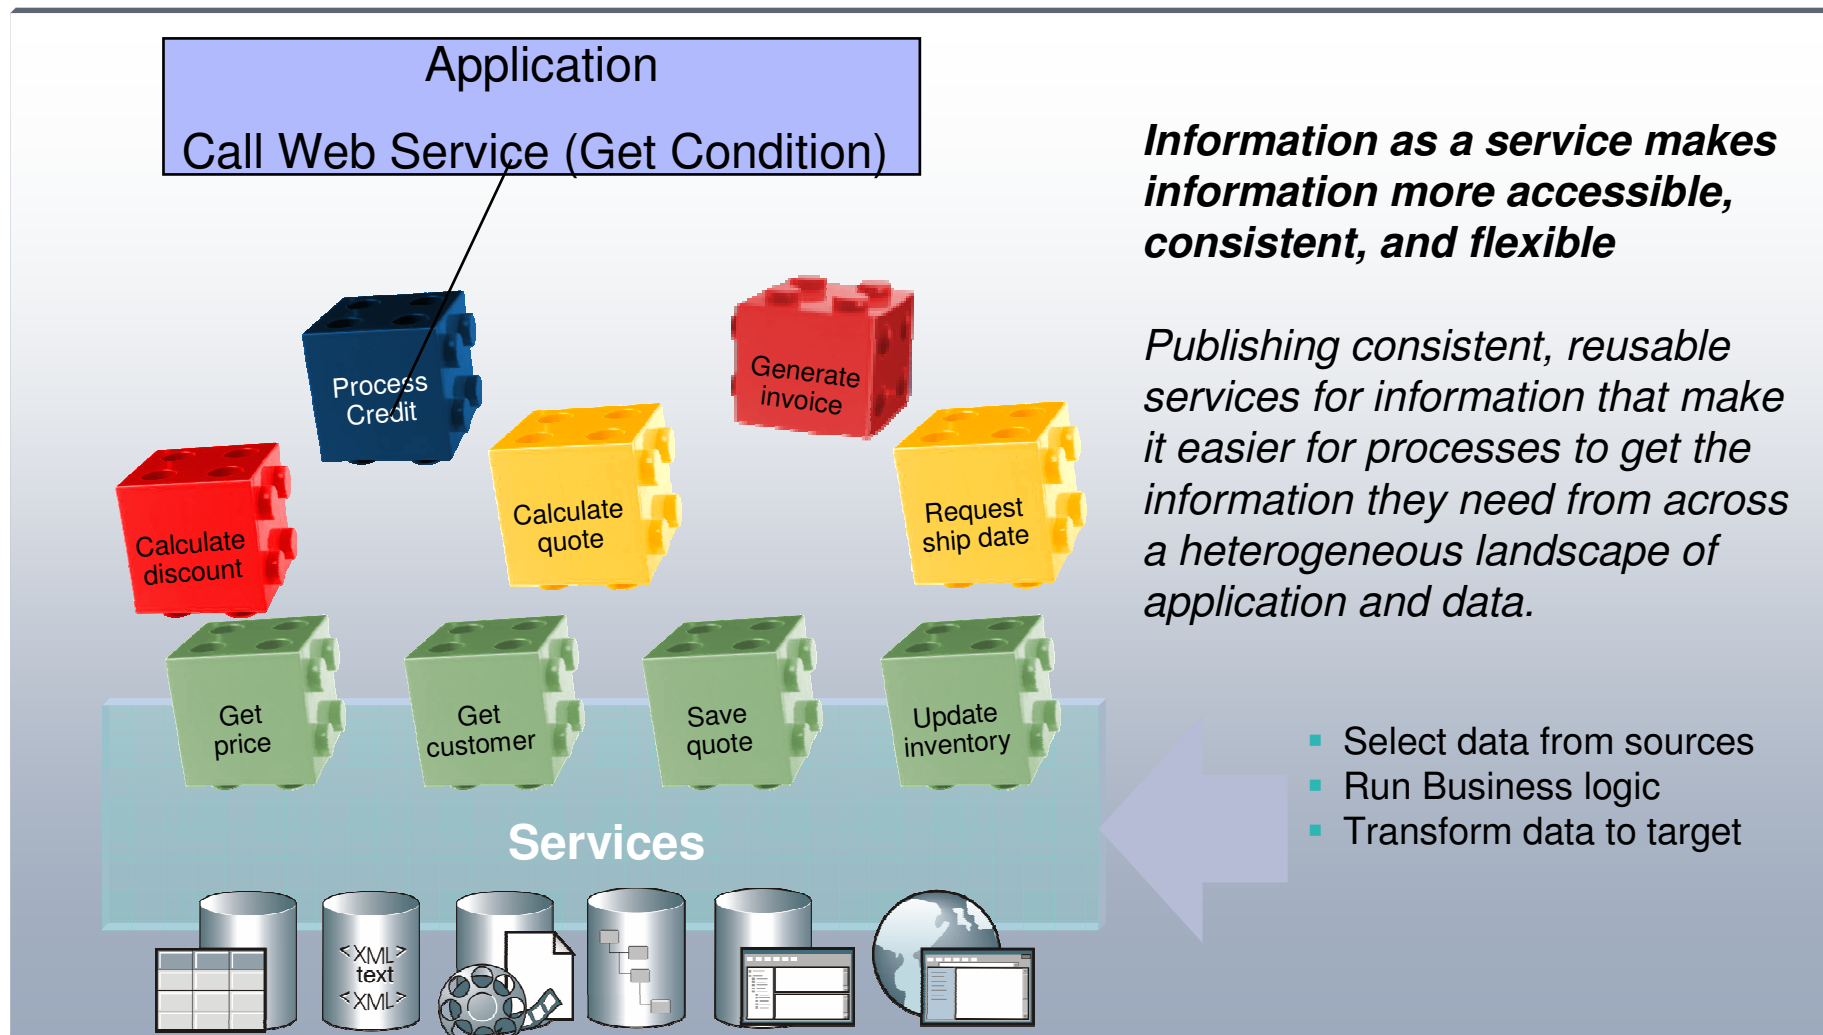 Application
Call Web Service (Get Condition)
Information as a service makes
information more accessible,
consistent, and flexible
Publishing consistent, reusable
services for information that make
it easier for processes to get the
information they need from across
a heterogeneous landscape of
application and data.
Process
Credit
Generate
invoice
Calculate
discount
Calculate
quote
Request
ship date
Get
price
Get
customer
Save
quote
Update
inventory
▪ Select data from sources
▪ Run Business logic
▪ Transform data to target
Services
<XML>
text
<XML>